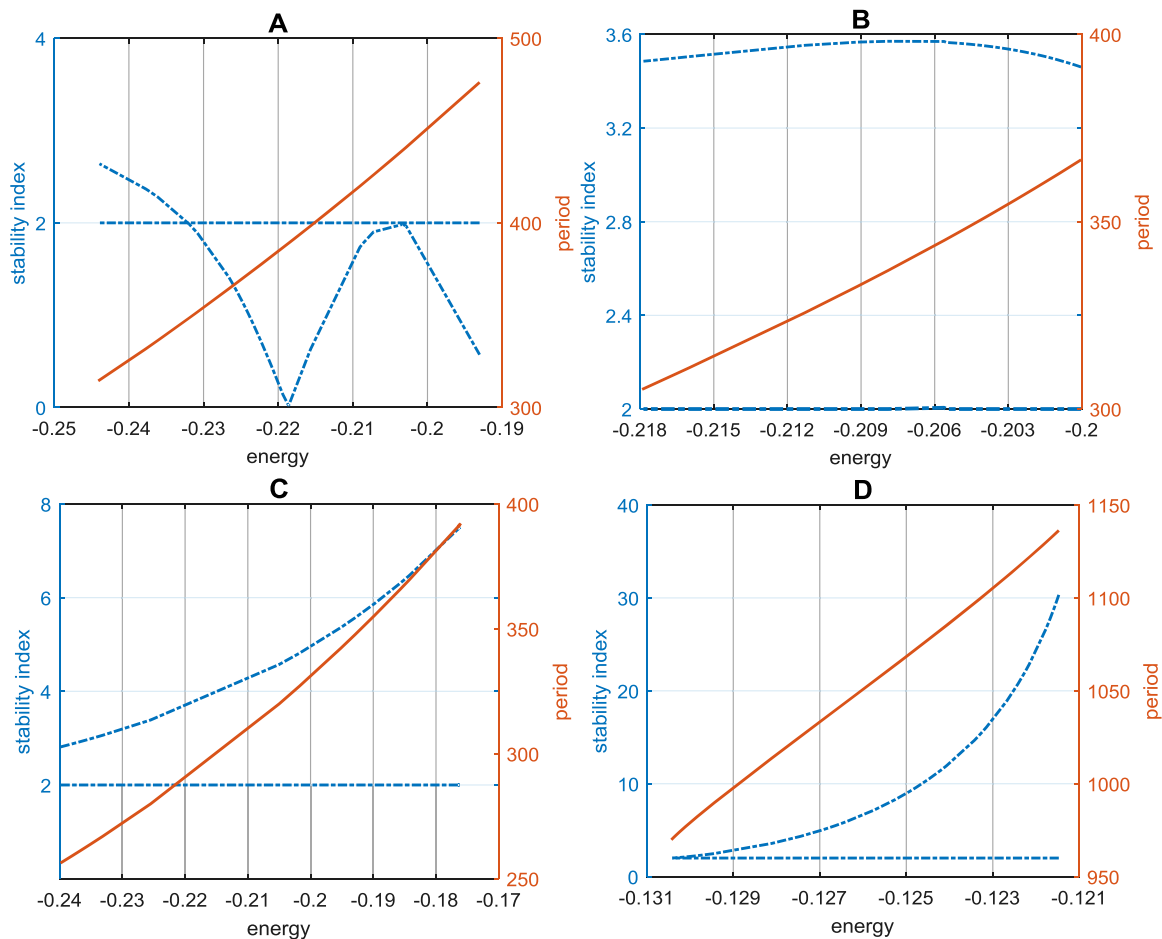 A
4
2
0
stability index
500
400
300
period
-0.25 -0.24 -0.23 -0.22 -0.21 -0.2 -0.19
energy
B
3.6
3.2
2.8
2.4
2
stability index
400
350
300
period
-0.218 -0.215 -0.212 -0.209 -0.206 -0.203 -0.2
energy
C
8
6
4
2
stability index
400
350
300
250
period
-0.24 -0.23 -0.22 -0.21 -0.2 -0.19 -0.18 -0.17
energy
D
40
30
20
10
0
stability index
1150
1100
1050
1000
950
period
-0.131 -0.129 -0.127 -0.125 -0.123 -0.121
energy